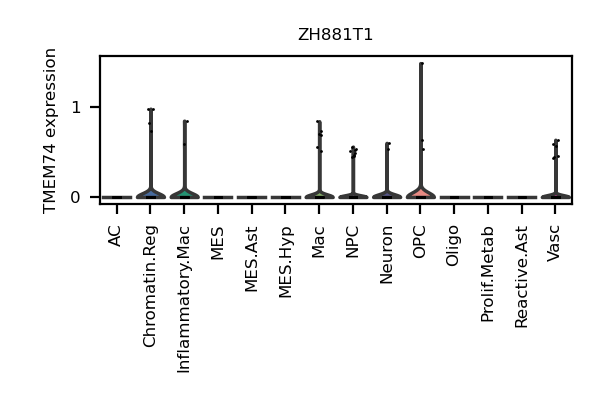 ZH881T1
TMEM74 expression
1
0
AC
Chromatin.Reg
Inflammatory.Mac
MES
MES.Ast
MES.Hyp
Mac
NPC
Neuron
OPC
Oligo
Prolif.Metab
Reactive.Ast
Vasc